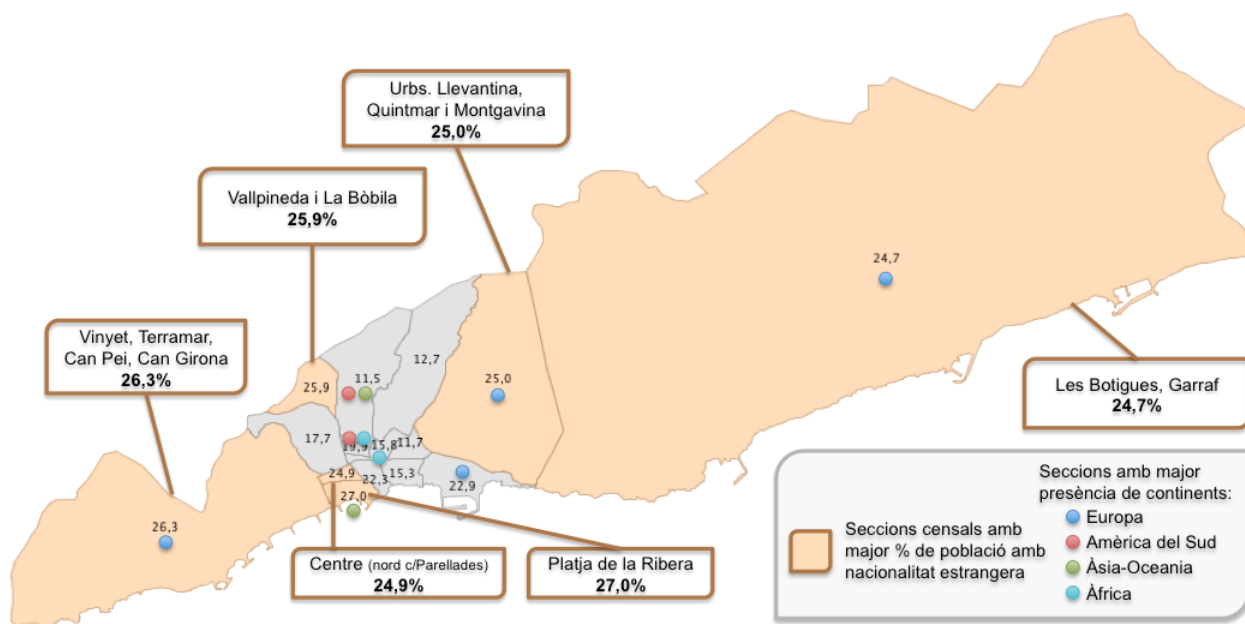 Urbs. Llevantina,
Quintmar i Montgavina
25,0%
Vallpineda i La Bòbila
25,9%
Vinyet, Terramar,
Can Pei, Can Girona
26,3%
24,7
12,7
11,5
25,9
25,0
Les Botigues, Garraf
24,7%
17,7
19,9
15,8
11,7
24,9
22,3
15,3
22,9
27,0
26,3
Centre (nord c/Parellades)
24,9%
Platja de la Ribera
27,0%
Seccions censals amb
major % de població amb
nacionalitat estrangera
Seccions amb major
presència de continents:
Europa
Amèrica del Sud
Àsia-Oceania
Àfrica